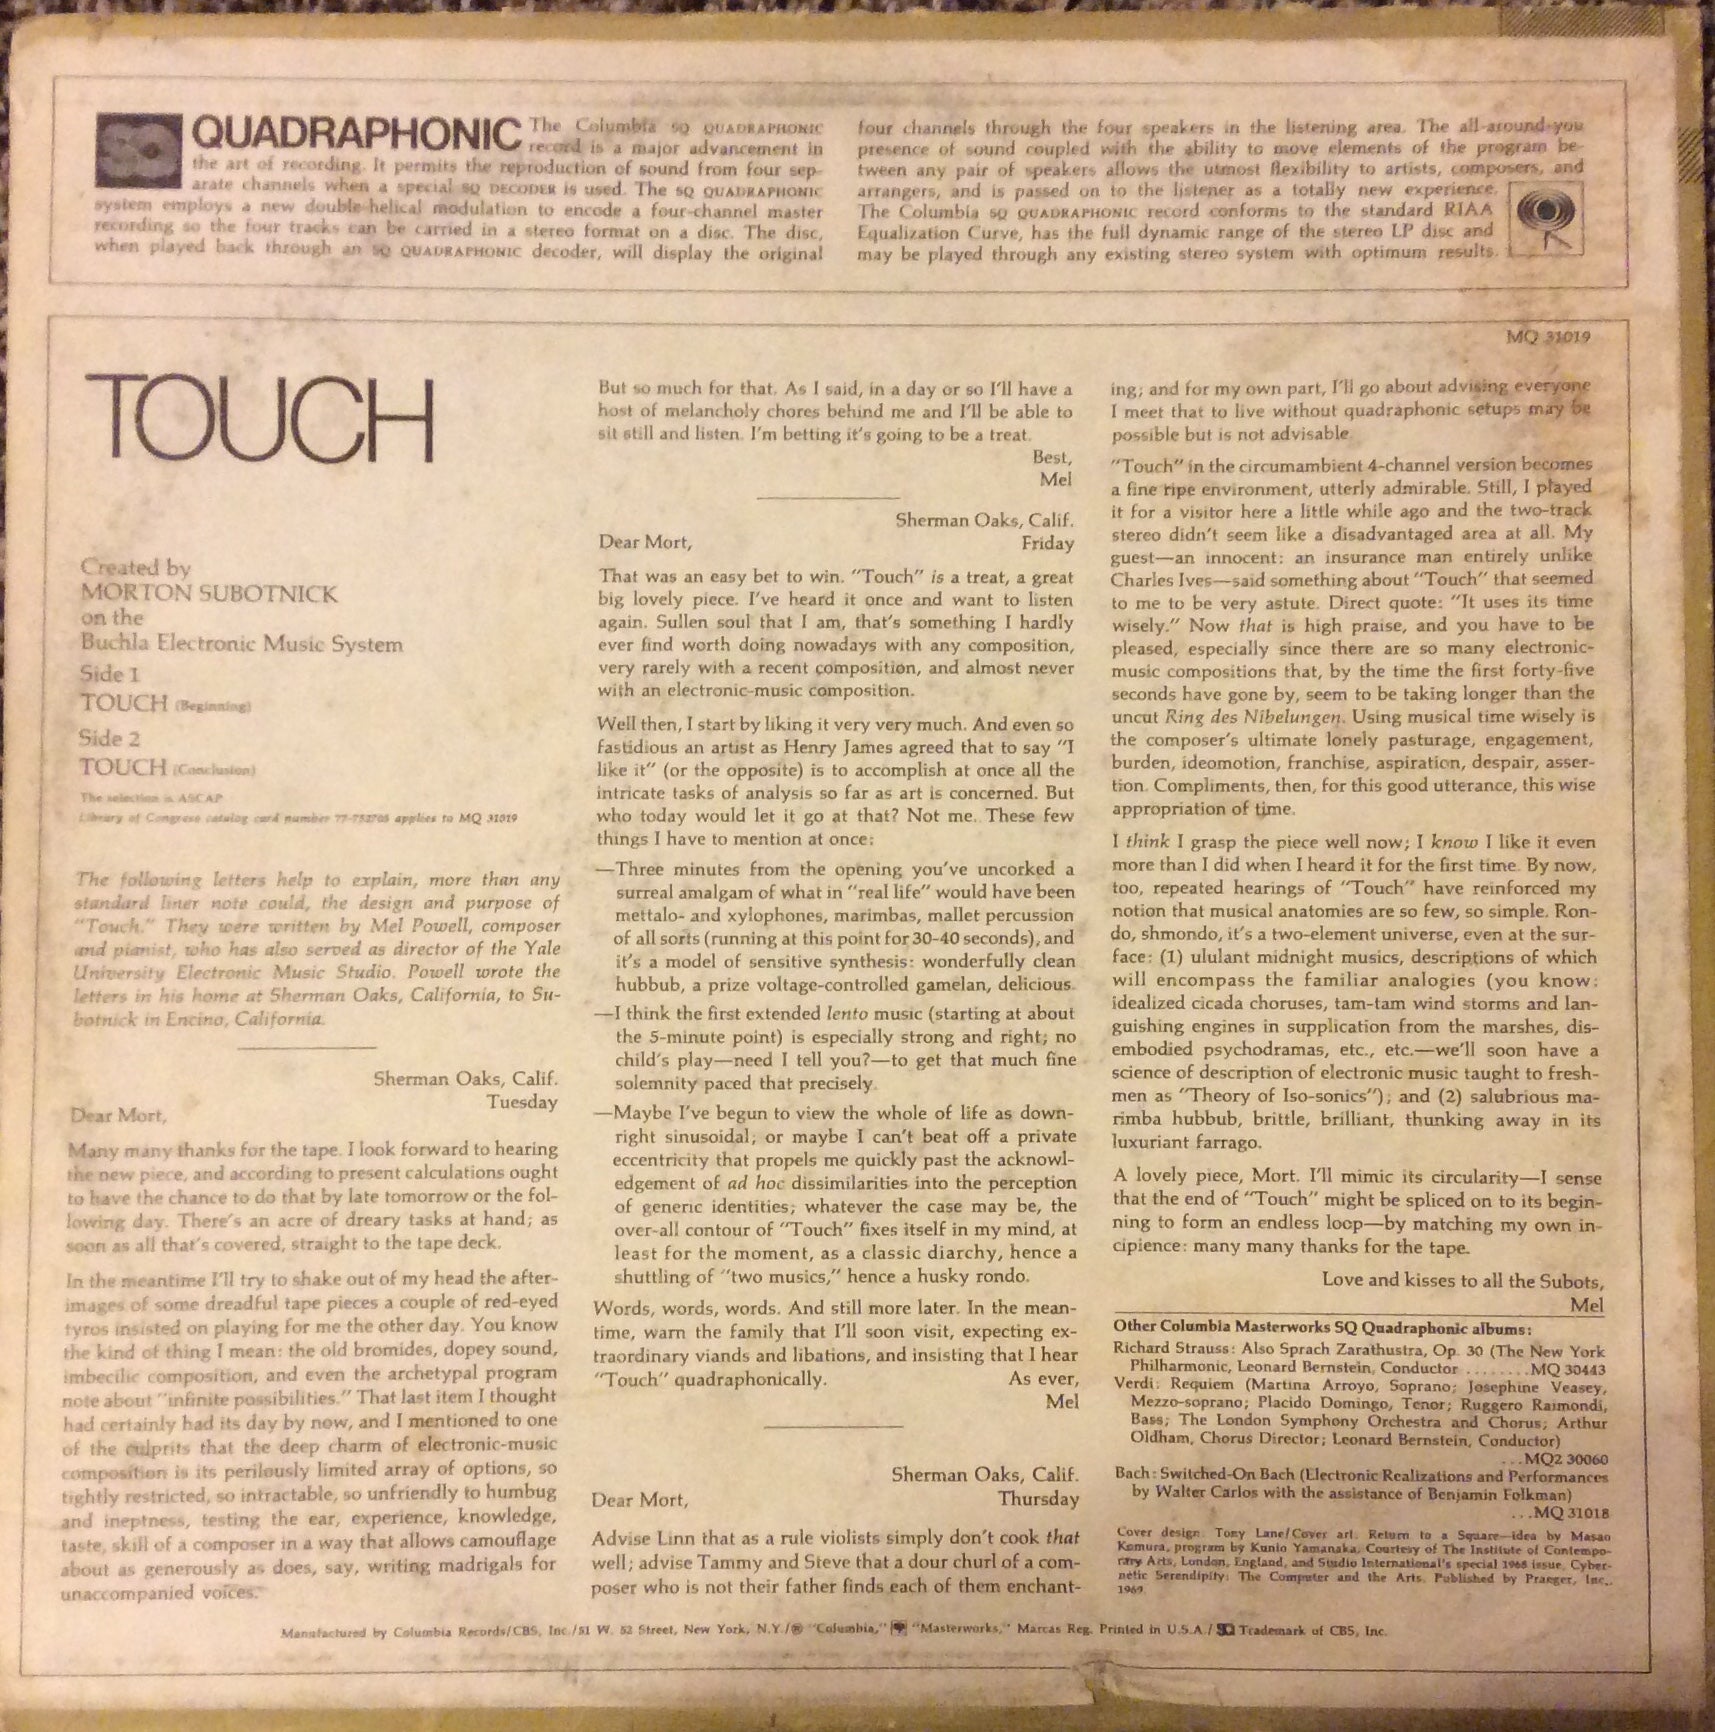 QUADRAPHONIC The Columbia SQ QUADRAPHONIC
record is a major advancement in
the art of recording. It permits the reproduction of sound from four sep-
arate channels when a special SQ DECODER is used. The SQ QUADRAPHONIC
system employs a new double-helical modulation to encode a four-channel master
recording so the four tracks can be carried in a stereo format on a disc. The disc,
when played back through an SQ QUADRAPHONIC decoder, will display the original
four channels through the four speakers in the listening area. The all-around-you
presence of sound coupled with the ability to move elements of the program be-
tween any pair of speakers allows the utmost flexibility to artists, composers, and
arrangers, and is passed on to the listener as a totally new experience.
The Columbia SQ QUADRAPHONIC record conforms to the standard RIAA
Equalization Curve, has the full dynamic range of the stereo LP disc and
may be played through any existing stereo system with optimum results.
MQ 31019
TOUCH
Created by
MORTON SUBOTNICK
on the
Buchla Electronic Music System
Side 1
TOUCH (Beginning)
Side 2
TOUCH (Conclusion)
The selection is ASCAP
Library of Congress catalog card number applies to MQ 31019
The following letters help to explain, more than any
standard liner note could, the design and purpose of
"Touch." They were written by Mel Powell, composer
and pianist, who has also served as director of the Yale
University Electronic Music Studio. Powell wrote the
letters in his home at Sherman Oaks, California, to Su-
botnick in Encino, California.
Sherman Oaks, Calif.
Tuesday
Dear Mort,
Many many thanks for the tape. I look forward to hearing
the new piece, and according to present calculations ought
to have the chance to do that by late tomorrow or the fol-
lowing day. There's an acre of dreary tasks at hand; as
soon as all that's covered, straight to the tape deck.
In the meantime I'll try to shake out of my head the after-
images of some dreadful tape pieces a couple of red-eyed
tyros insisted on playing for me the other day. You know
the kind of thing I mean: the old bromides, dopey sound,
imbecilic composition, and even the archetypal program
note about "infinite possibilities." That last item I thought
had certainly had its day by now, and I mentioned to one
of the culprits that the deep charm of electronic-music
composition is its perilously limited array of options, so
tightly restricted, so intractable, so unfriendly to humbug
and ineptness, testing the ear, experience, knowledge,
taste, skill of a composer in a way that allows camouflage
about as generously as does, say, writing madrigals for
unaccompanied voices.
But so much for that. As I said, in a day or so I'll have a
host of melancholy chores behind me and I'll be able to
sit still and listen. I'm betting it's going to be a treat.
Best,
Mel
Sherman Oaks, Calif.
Dear Mort, Friday
That was an easy bet to win. "Touch" is a treat, a great
big lovely piece. I've heard it once and want to listen
again. Sullen soul that I am, that's something I hardly
ever find worth doing nowadays with any composition,
very rarely with a recent composition, and almost never
with an electronic-music composition.
Well then, I start by liking it very very much. And even so
fastidious an artist as Henry James agreed that to say "I
like it" (or the opposite) is to accomplish at once all the
intricate tasks of analysis so far as art is concerned. But
who today would let it go at that? Not me. These few
things I have to mention at once:
—Three minutes from the opening you've uncorked a
surreal amalgam of what in "real life" would have been
mettalo- and xylophones, marimbas, mallet percussion
of all sorts (running at this point for 30-40 seconds), and
it's a model of sensitive synthesis: wonderfully clean
hubbub, a prize voltage-controlled gamelan, delicious.
—I think the first extended lento music (starting at about
the 5-minute point) is especially strong and right; no
child's play—need I tell you?—to get that much fine
solemnity paced that precisely.
—Maybe I've begun to view the whole of life as down-
right sinusoidal; or maybe I can't beat off a private
eccentricity that propels me quickly past the acknowl-
edgement of ad hoc dissimilarities into the perception
of generic identities; whatever the case may be, the
over-all contour of "Touch" fixes itself in my mind, at
least for the moment, as a classic diarchy, hence a
shuttling of "two musics," hence a husky rondo.
Words, words, words. And still more later. In the mean-
time, warn the family that I'll soon visit, expecting ex-
traordinary viands and libations, and insisting that I hear
"Touch" quadraphonically. As ever,
Mel
Sherman Oaks, Calif.
Dear Mort, Thursday
Advise Linn that as a rule violists simply don't cook that
well; advise Tammy and Steve that a dour churl of a com-
poser who is not their father finds each of them enchant-
ing; and for my own part, I'll go about advising everyone
I meet that to live without quadraphonic setups may be
possible but is not advisable.
"Touch" in the circumambient 4-channel version becomes
a fine ripe environment, utterly admirable. Still, I played
it for a visitor here a little while ago and the two-track
stereo didn't seem like a disadvantaged area at all. My
guest—an innocent: an insurance man entirely unlike
Charles Ives—said something about "Touch" that seemed
to me to be very astute. Direct quote: "It uses its time
wisely." Now that is high praise, and you have to be
pleased, especially since there are so many electronic-
music compositions that, by the time the first forty-five
seconds have gone by, seem to be taking longer than the
uncut Ring des Nibelungen. Using musical time wisely is
the composer's ultimate lonely pasturage, engagement,
burden, ideomotion, franchise, aspiration, despair, asser-
tion. Compliments, then, for this good utterance, this wise
appropriation of time.
I think I grasp the piece well now; I know I like it even
more than I did when I heard it for the first time. By now,
too, repeated hearings of "Touch" have reinforced my
notion that musical anatomies are so few, so simple. Ron-
do, shmondo, it's a two-element universe, even at the sur-
face: (1) ululant midnight musics, descriptions of which
will encompass the familiar analogies (you know:
idealized cicada choruses, tam-tam wind storms and lan-
guishing engines in supplication from the marshes, dis-
embodied psychodramas, etc., etc.—we'll soon have a
science of description of electronic music taught to fresh-
men as "Theory of Iso-sonics"); and (2) salubrious ma-
rimba hubbub, brittle, brilliant, thunking away in its
luxuriant farrago.
A lovely piece, Mort. I'll mimic its circularity—I sense
that the end of "Touch" might be spliced on to its begin-
ning to form an endless loop—by matching my own in-
cipience: many many thanks for the tape.
Love and kisses to all the Subots,
Mel
Other Columbia Masterworks SQ Quadraphonic albums:
Richard Strauss: Also Sprach Zarathustra, Op. 30 (The New York
Philharmonic, Leonard Bernstein, Conductor ........MQ 30443
Verdi: Requiem (Martina Arroyo, Soprano; Josephine Veasey,
Mezzo-soprano; Placido Domingo, Tenor; Ruggero Raimondi,
Bass; The London Symphony Orchestra and Chorus; Arthur
Oldham, Chorus Director; Leonard Bernstein, Conductor)
...MQ2 30060
Bach: Switched-On Bach (Electronic Realizations and Performances
by Walter Carlos with the assistance of Benjamin Folkman)
...MQ 31018
Cover design: Tony Lane/Cover art: Return to a Square—idea by Masao
Komura, program by Kunio Yamanaka, Courtesy of The Institute of Contempo-
rary Arts, London, England, and Studio International's special 1968 issue, Cyber-
netic Serendipity: The Computer and the Arts. Published by Praeger, Inc.,
1969.
Manufactured by Columbia Records/CBS, Inc./51 W. 52 Street, New York, N.Y./® "Columbia," "Masterworks," Marcas Reg. Printed in U.S.A./ SQ Trademark of CBS, Inc.